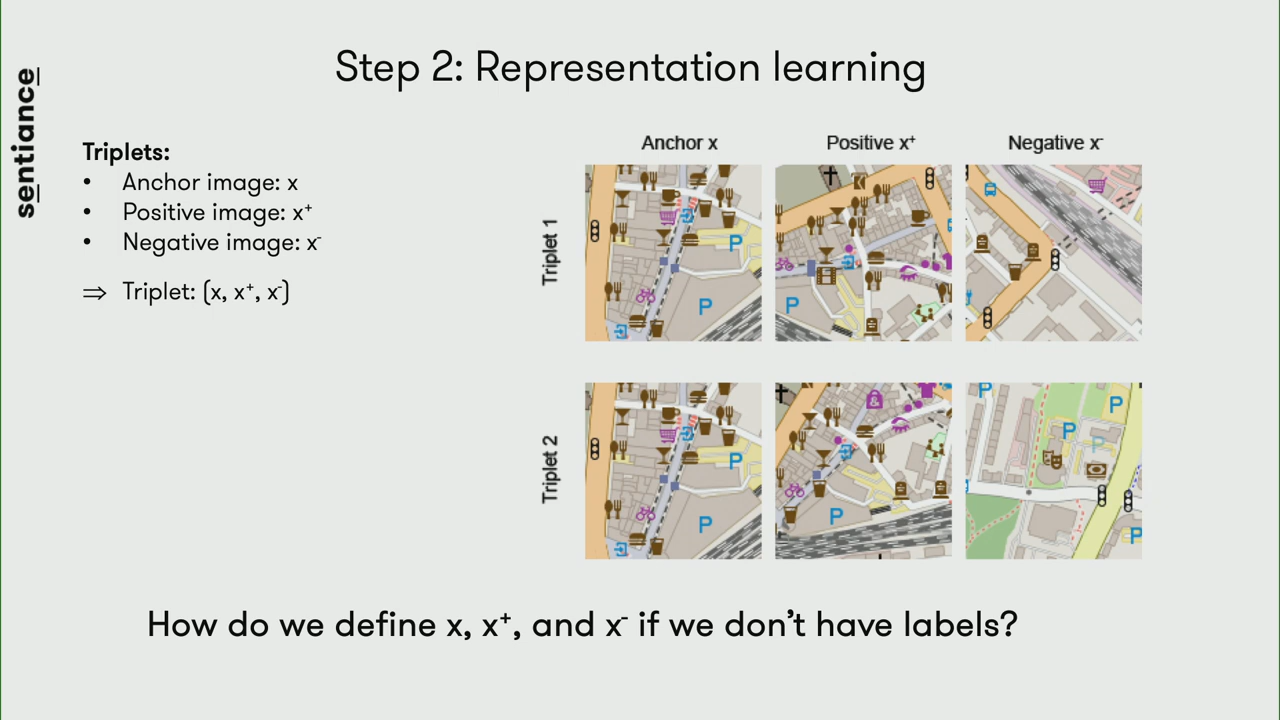 Step 2: Representation learning
sentiance
Triplets:
• Anchor image: x
• Positive image: x⁺
• Negative image: x⁻
⇒ Triplet: (x, x⁺, x⁻)
Anchor x
Positive x⁺
Negative x⁻
Triplet 1
P
P
P
Triplet 2
P
P
P
P
P
P
P
P
How do we define x, x⁺, and x⁻ if we don’t have labels?